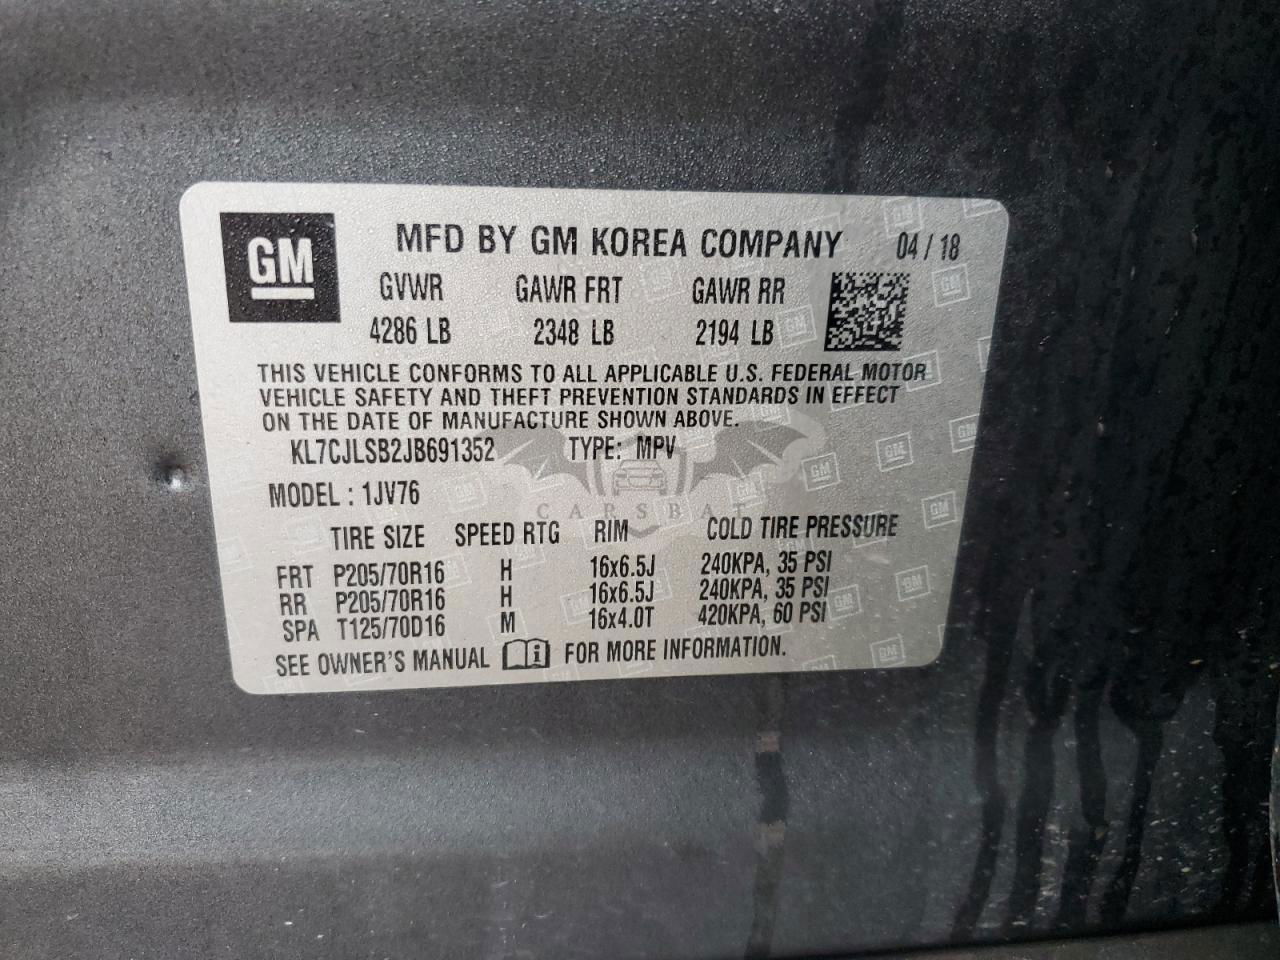 GM MFD BY GM KOREA COMPANY 04 / 18
GVWR GAWR FRT GAWR RR
4286 LB 2348 LB 2194 LB
THIS VEHICLE CONFORMS TO ALL APPLICABLE U.S. FEDERAL MOTOR
VEHICLE SAFETY AND THEFT PREVENTION STANDARDS IN EFFECT
ON THE DATE OF MANUFACTURE SHOWN ABOVE.
KL7CJLSB2JB691352 TYPE: MPV
MODEL : 1JV76
CARSBAT
TIRE SIZE SPEED RTG RIM COLD TIRE PRESSURE
FRT P205/70R16 H 16x6.5J 240KPA, 35 PSI
RR P205/70R16 H 16x6.5J 240KPA, 35 PSI
SPA T125/70D16 M 16x4.0T 420KPA, 60 PSI
SEE OWNER'S MANUAL i FOR MORE INFORMATION.